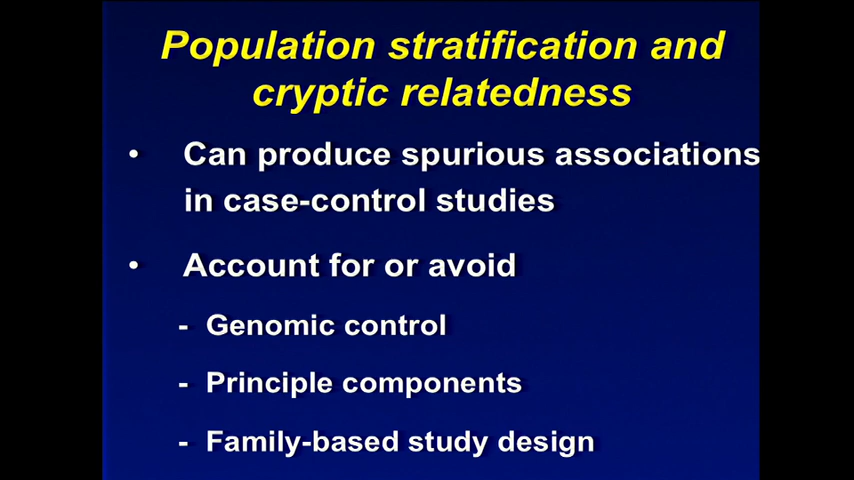 Population stratification and
cryptic relatedness
• Can produce spurious associations
in case-control studies
• Account for or avoid
- Genomic control
- Principle components
- Family-based study design